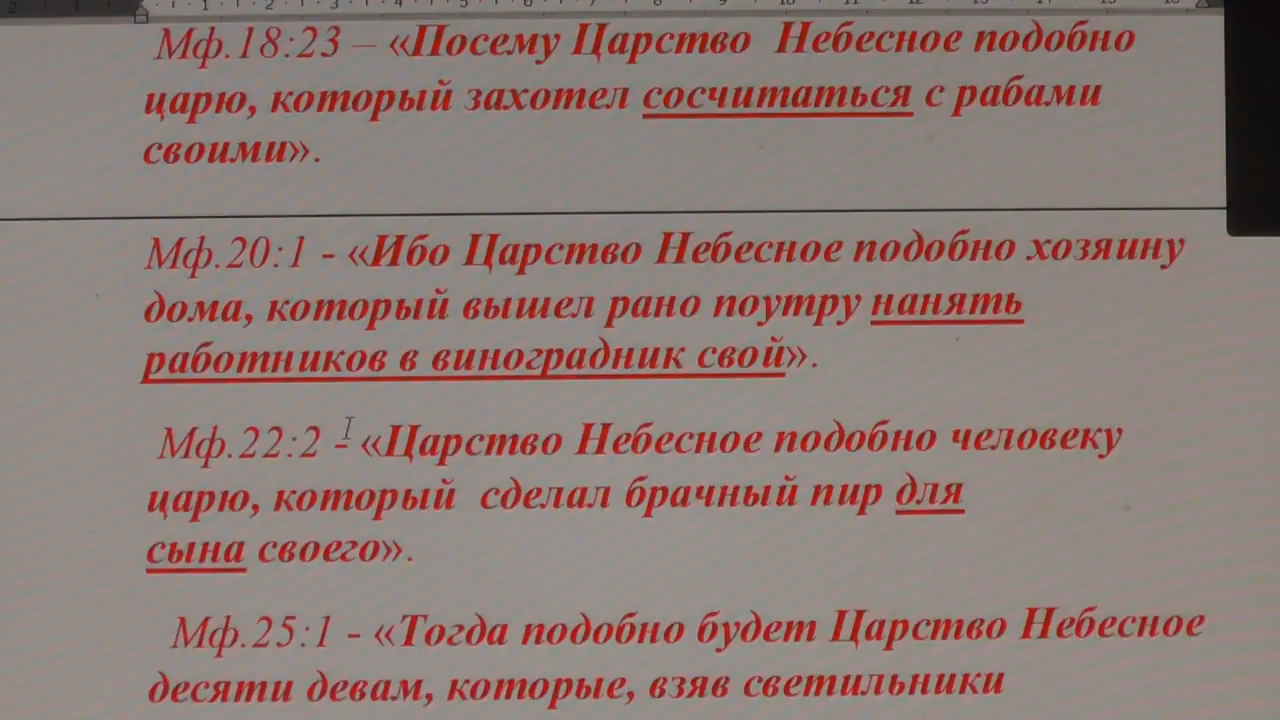 Мф.18:23 – «Посему Царство Небесное подобно
царю, который захотел сосчитаться с рабами
своими».
Мф.20:1 - «Ибо Царство Небесное подобно хозяину
дома, который вышел рано поутру нанять
работников в виноградник свой».
Мф.22:2 - «Царство Небесное подобно человеку
царю, который сделал брачный пир для
сына своего».
Мф.25:1 - «Тогда подобно будет Царство Небесное
десяти девам, которые, взяв светильники